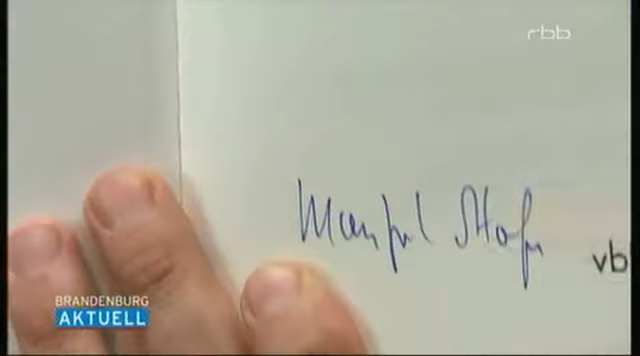 rbb
Manfred Stolpe
vb
BRANDENBURG
AKTUELL